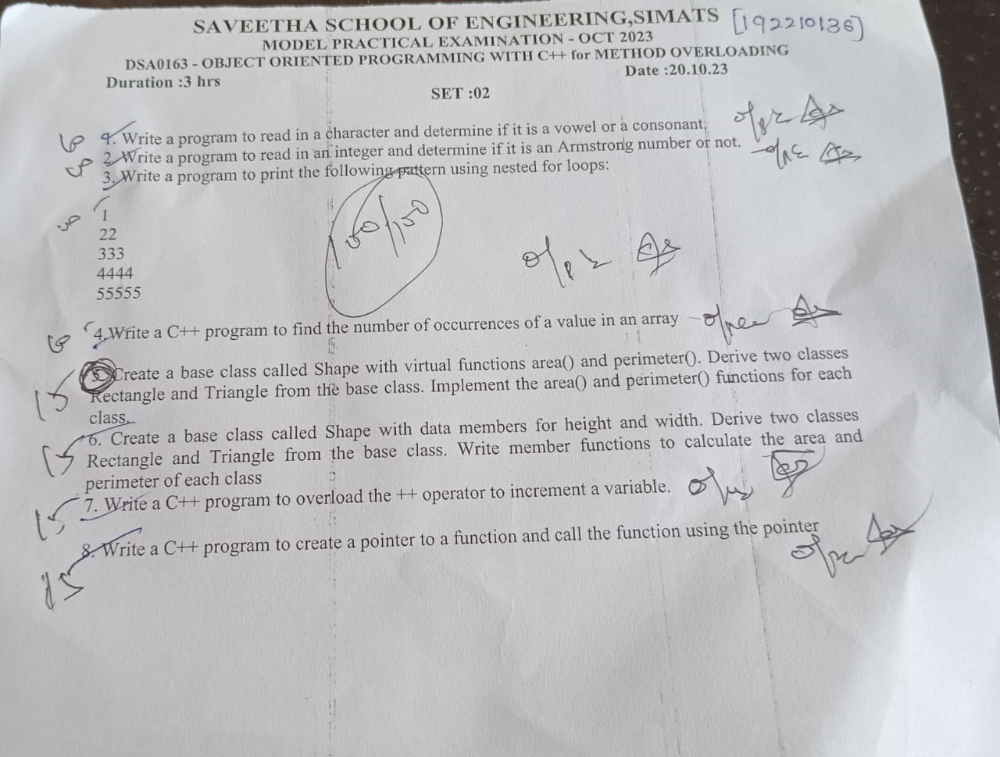 SAVEETHA SCHOOL OF ENGINEERING,SIMATS [192210136]
MODEL PRACTICAL EXAMINATION - OCT 2023
DSA0163 - OBJECT ORIENTED PROGRAMMING WITH C++ for METHOD OVERLOADING
Duration :3 hrs Date :20.10.23
SET :02
1. Write a program to read in a character and determine if it is a vowel or a consonant.
2. Write a program to read in an integer and determine if it is an Armstrong number or not.
3. Write a program to print the following pattern using nested for loops:
1
22
333
4444
55555
100/100
4.Write a C++ program to find the number of occurrences of a value in an array
15 5 Create a base class called Shape with virtual functions area() and perimeter(). Derive two classes
Rectangle and Triangle from the base class. Implement the area() and perimeter() functions for each
class.
15 6. Create a base class called Shape with data members for height and width. Derive two classes
Rectangle and Triangle from the base class. Write member functions to calculate the area and
perimeter of each class
15 7. Write a C++ program to overload the ++ operator to increment a variable.
15 8. Write a C++ program to create a pointer to a function and call the function using the pointer